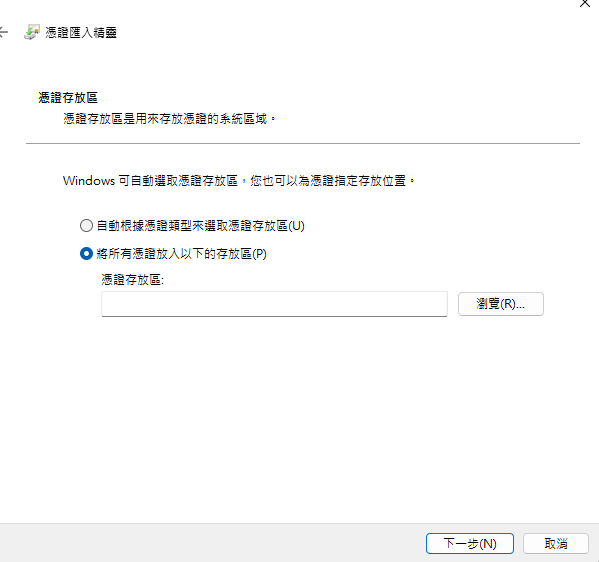 憑證匯入精靈
憑證存放區
憑證存放區是用來存放憑證的系統區域。
Windows 可自動選取憑證存放區，您也可以為憑證指定存放位置。
自動根據憑證類型來選取憑證存放區(U)
將所有憑證放入以下的存放區(P)
憑證存放區:
瀏覽(R)...
下一步(N)
取消